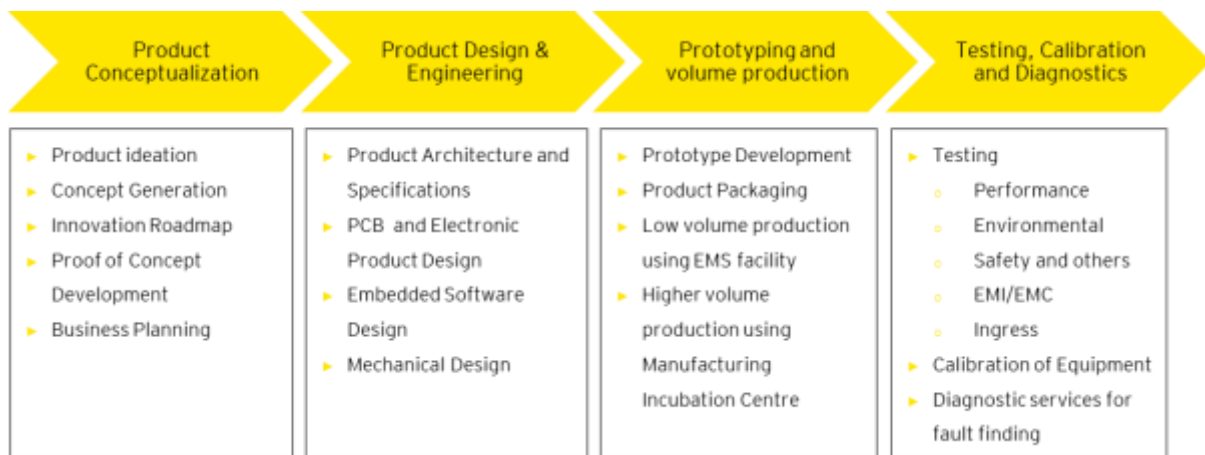 Product
Conceptualization
Product Design &
Engineering
Prototyping and
volume production
Testing, Calibration
and Diagnostics
Product ideation
Concept Generation
Innovation Roadmap
Proof of Concept
Development
Business Planning
Product Architecture and
Specifications
PCB and Electronic
Product Design
Embedded Software
Design
Mechanical Design
Prototype Development
Product Packaging
Low volume production
using EMS facility
Higher volume
production using
Manufacturing
Incubation Centre
Testing
Performance
Environmental
Safety and others
EMI/EMC
Ingress
Calibration of Equipment
Diagnostic services for
fault finding